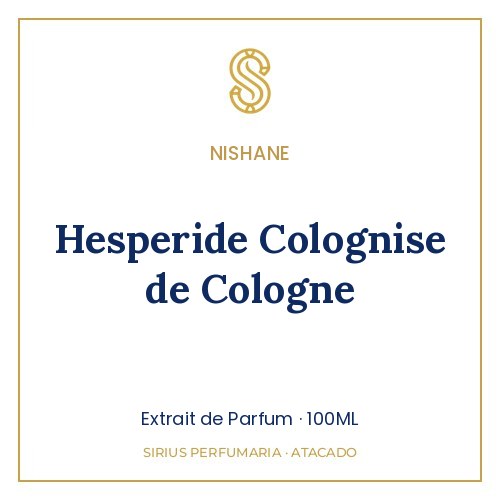 NISHANE
Hesperide Colognise
de Cologne
Extrait de Parfum · 100ML
SIRIUS PERFUMARIA · ATACADO